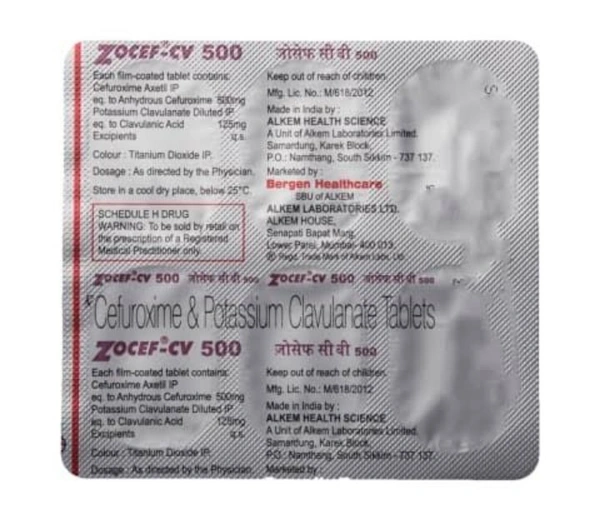 ZOCEF®-CV 500
Each film-coated tablet contains:
Cefuroxime Axetil IP
eq. to Anhydrous Cefuroxime 500mg
Potassium Clavulanate Diluted IP
eq. to Clavulanic Acid 125mg
Excipients q.s.
Colour : Titanium Dioxide IP.
Dosage : As directed by the Physician.
Store in a cool dry place, below 25°C.
SCHEDULE H DRUG
WARNING: To be sold by retail on
the prescription of a Registered
Medical Practitioner only.
जोसेफ सी वी 500
Keep out of reach of children.
Mfg. Lic. No.: M/618/2012
Made in India by :
ALKEM HEALTH SCIENCE
A Unit of Alkem Laboratories Limited.
Samardung, Karek Block,
P.O.: Namthang, South Sikkim - 737 137.
Marketed by :
Bergen Healthcare
SBU of ALKEM
ALKEM LABORATORIES LTD.
ALKEM HOUSE,
Senapati Bapat Marg,
Lower Parel, Mumbai- 400 013.
® Regd. Trade Mark of Alkem Labs. Ltd.
ZOCEF®-CV 500 जोसेफ सी वी 500 ZOCEF®-CV 500 जोसेफ सी वी 500
Cefuroxime & Potassium Clavulanate Tablets
ZOCEF®-CV 500
Each film-coated tablet contains:
Cefuroxime Axetil IP
eq. to Anhydrous Cefuroxime 500mg
Potassium Clavulanate Diluted IP
eq. to Clavulanic Acid 125mg
Excipients q.s.
Colour : Titanium Dioxide IP.
Dosage : As directed by the Physician.
जोसेफ सी वी 500
Keep out of reach of children.
Mfg. Lic. No.: M/618/2012
Made in India by :
ALKEM HEALTH SCIENCE
A Unit of Alkem Laboratories Limited.
Samardung, Karek Block,
P.O.: Namthang, South Sikkim - 737 137.
Marketed by :